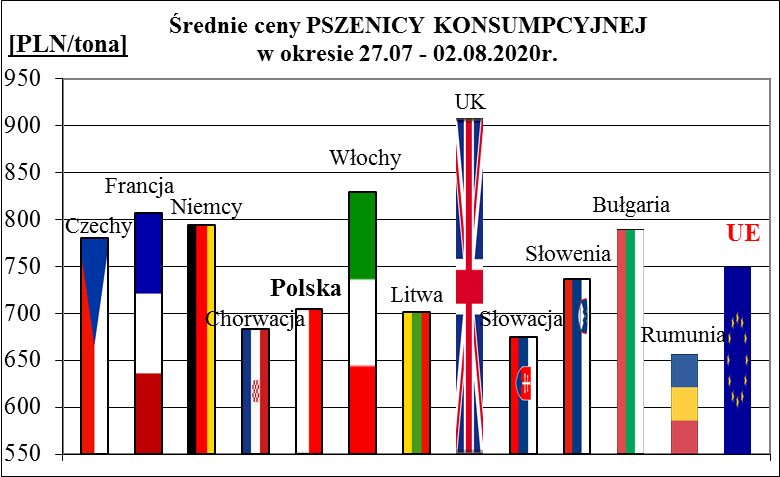 Średnie ceny PSZENICY KONSUMPCYJNEJ
w okresie 27.07 - 02.08.2020r.
[PLN/tona]
950
900
850
800
750
700
650
600
550
Czechy
Francja
Niemcy
Chorwacja
Polska
Włochy
Litwa
UK
Słowacja
Słowenia
Bułgaria
Rumunia
UE